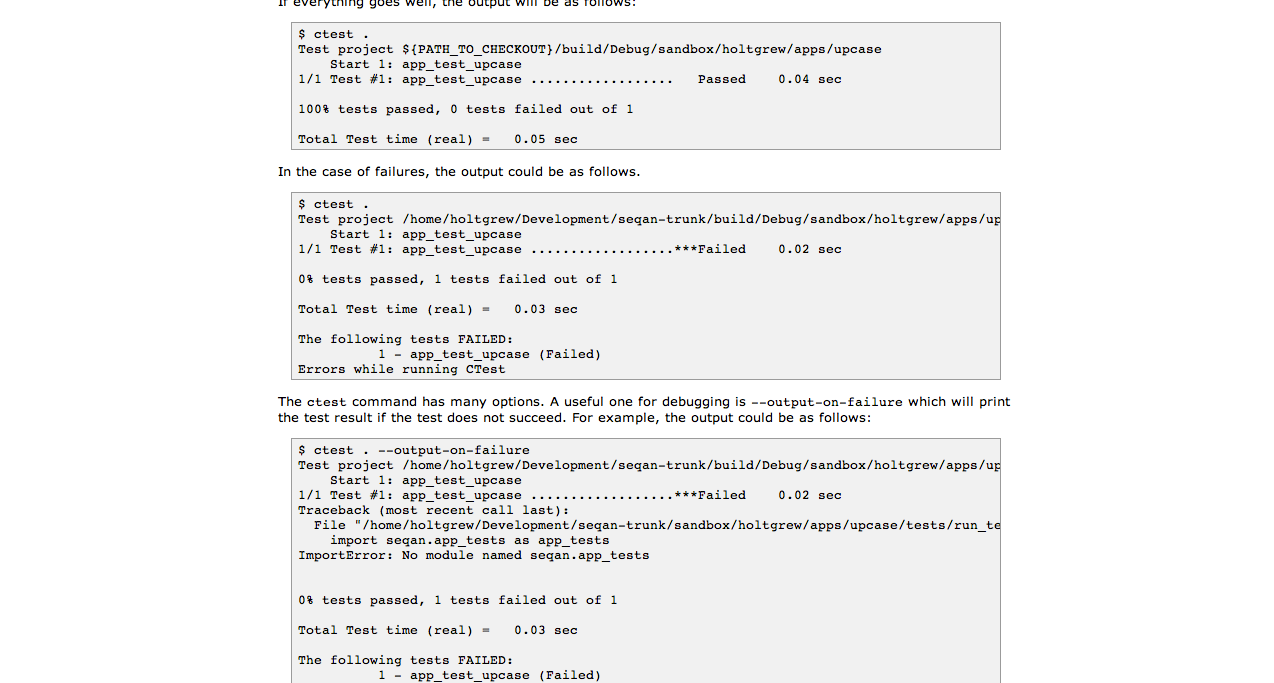 If everything goes well, the output will be as follows:
$ ctest .
Test project ${PATH_TO_CHECKOUT}/build/Debug/sandbox/holtgrew/apps/upcase
    Start 1: app_test_upcase
1/1 Test #1: app_test_upcase ..................   Passed    0.04 sec
100% tests passed, 0 tests failed out of 1
Total Test time (real) =   0.05 sec
In the case of failures, the output could be as follows.
$ ctest .
Test project /home/holtgrew/Development/seqan-trunk/build/Debug/sandbox/holtgrew/apps/up
    Start 1: app_test_upcase
1/1 Test #1: app_test_upcase ..................***Failed    0.02 sec
0% tests passed, 1 tests failed out of 1
Total Test time (real) =   0.03 sec
The following tests FAILED:
          1 - app_test_upcase (Failed)
Errors while running CTest
The ctest command has many options. A useful one for debugging is --output-on-failure which will print
the test result if the test does not succeed. For example, the output could be as follows:
$ ctest . --output-on-failure
Test project /home/holtgrew/Development/seqan-trunk/build/Debug/sandbox/holtgrew/apps/up
    Start 1: app_test_upcase
1/1 Test #1: app_test_upcase ..................***Failed    0.02 sec
Traceback (most recent call last):
  File "/home/holtgrew/Development/seqan-trunk/sandbox/holtgrew/apps/upcase/tests/run_te
    import seqan.app_tests as app_tests
ImportError: No module named seqan.app_tests
0% tests passed, 1 tests failed out of 1
Total Test time (real) =   0.03 sec
The following tests FAILED:
          1 - app_test_upcase (Failed)